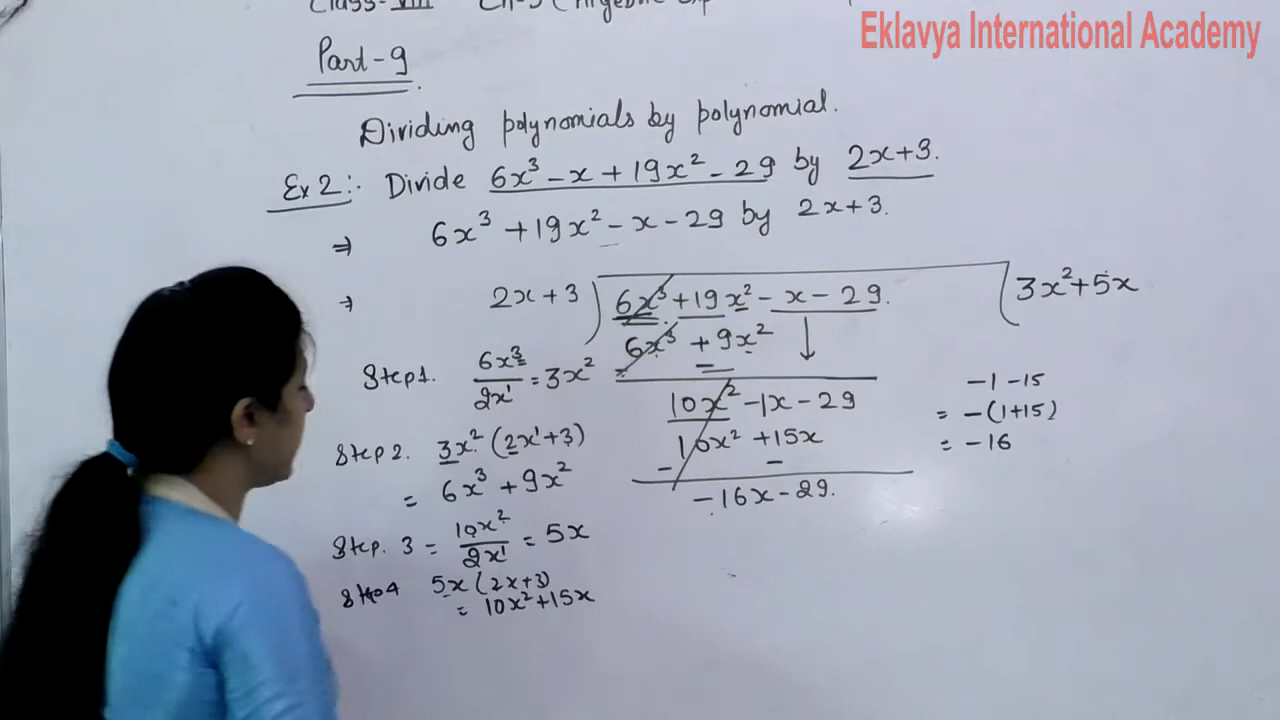 Class-VIII Ch-
Eklavya International Academy
Part-9
Dividing polynomials by polynomial.
Ex 2:. Divide 6x³ - x + 19x² - 29 by 2x+3.
⇒ 6x³ + 19x² - x - 29 by 2x+3.
⇒ 2x+3 ) 6x³ + 19x² - x - 29. ( 3x²+5x
6x³ + 9x²
- -
Step 1. 6x³/2x¹ = 3x²
10x² - 1x - 29
10x² + 15x
- -
-16x - 29.
-1 -15
= -(1+15)
= -16
Step 2. 3x² (2x¹+3)
= 6x³ + 9x²
Step. 3 = 10x²/2x¹ = 5x
Step 4 5x (2x+3)
= 10x²+15x